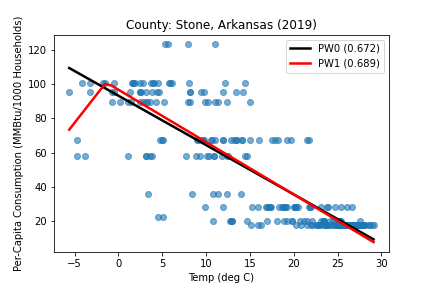 County: Stone, Arkansas (2019)
Per-Capita Consumption (MMBtu/1000 Households)
120
100
80
60
40
20
PW0 (0.672)
PW1 (0.689)
−5
0
5
10
15
20
25
30
Temp (deg C)